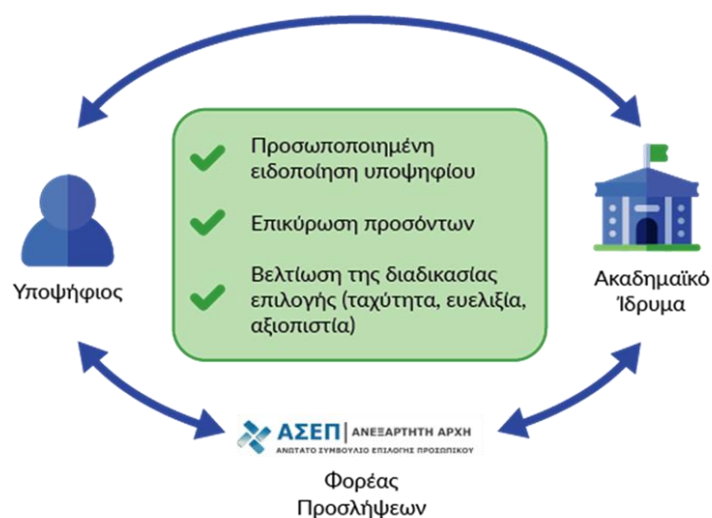 Προσωποποιημένη
ειδοποίηση υποψηφίου
Επικύρωση προσόντων
Βελτίωση της διαδικασίας
επιλογής (ταχύτητα, ευελιξία,
αξιοπιστία)
Υποψήφιος
Ακαδημαϊκό
Ίδρυμα
ΑΣΕΠ | ΑΝΕΞΑΡΤΗΤΗ ΑΡΧΗ
ΑΝΩΤΑΤΟ ΣΥΜΒΟΥΛΙΟ ΕΠΙΛΟΓΗΣ ΠΡΟΣΩΠΙΚΟΥ
Φορέας
Προσλήψεων